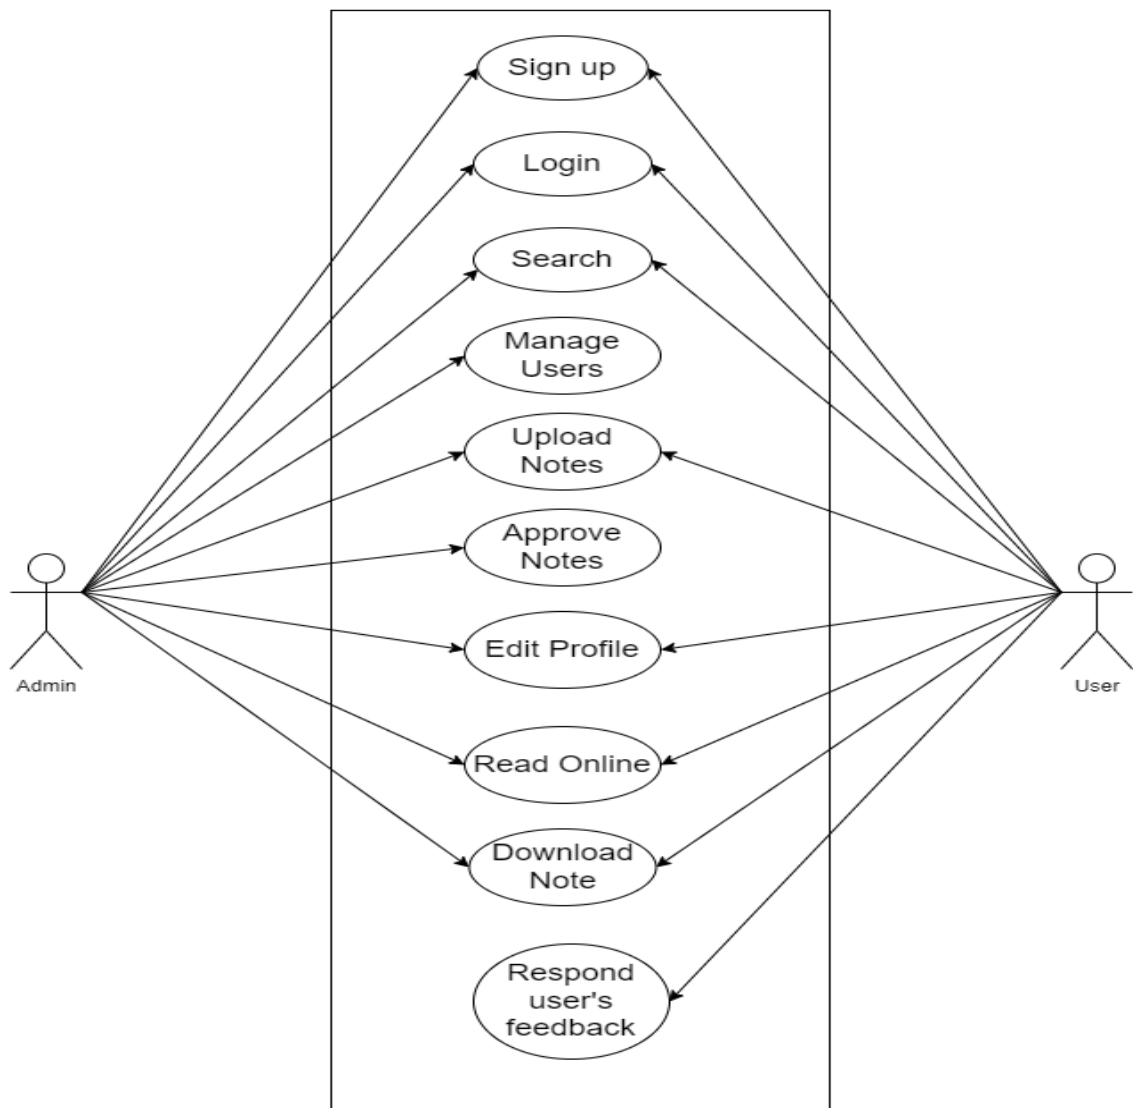 Sign up
Login
Search
Manage
Users
Upload
Notes
Approve
Notes
Edit Profile
Admin
User
Read Online
Download
Note
Respond
user's
feedback